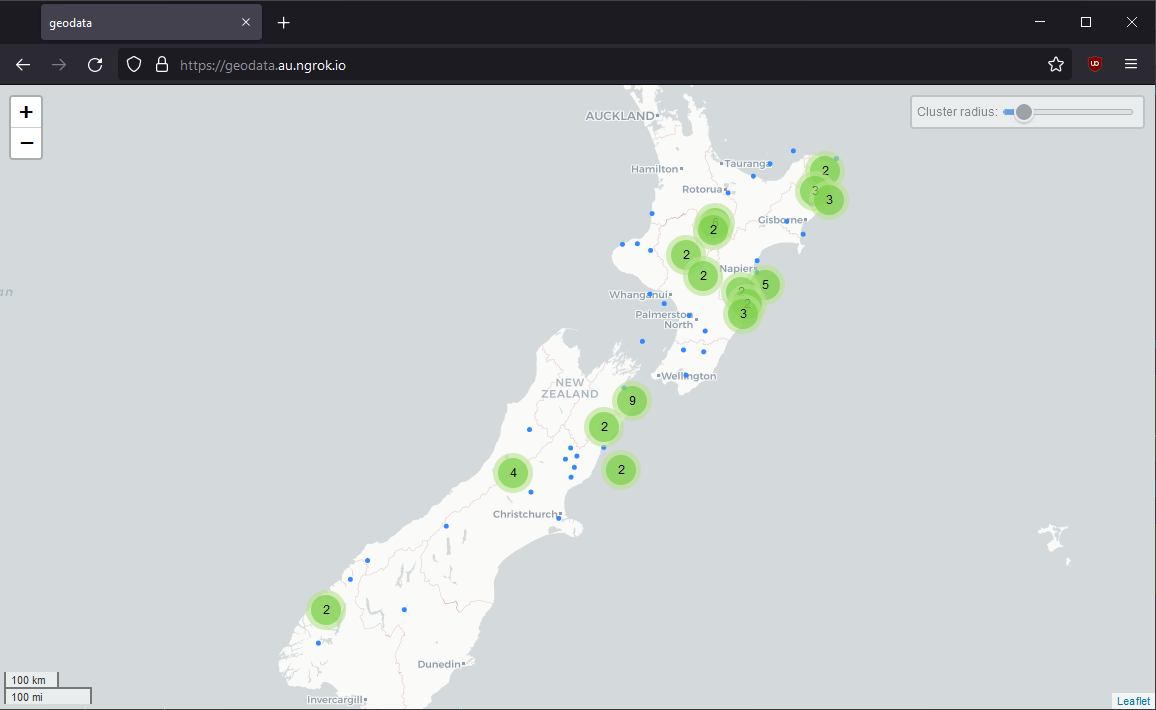 geodata
https://geodata.au.ngrok.io
+
−
Cluster radius:
AUCKLAND
Hamilton
Tauranga
2
Rotorua
3
3
Gisborne
2
2
Napier
2
5
an
Whanganui
2
2
Palmerston
North
3
Wellington
NEW
ZEALAND
9
2
4
2
Christchurch
2
Dunedin
Invercargill
100 km
100 mi
Leaflet